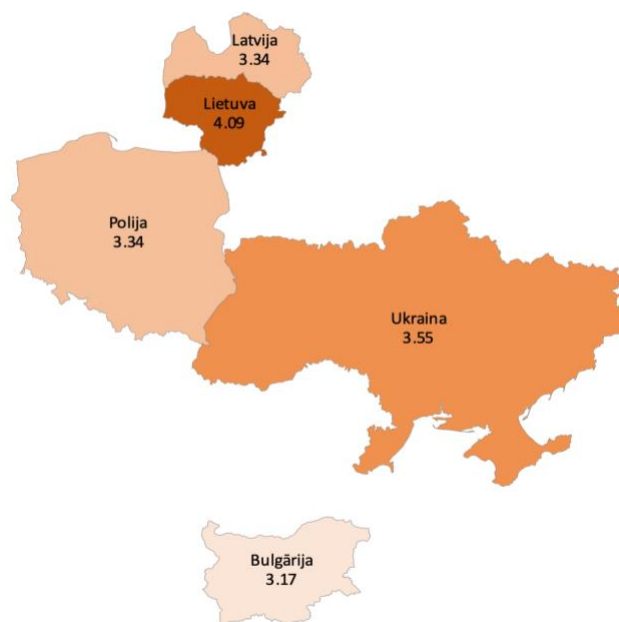 Latvija
3.34
Lietuva
4.09
Polija
3.34
Ukraina
3.55
Bulgārija
3.17